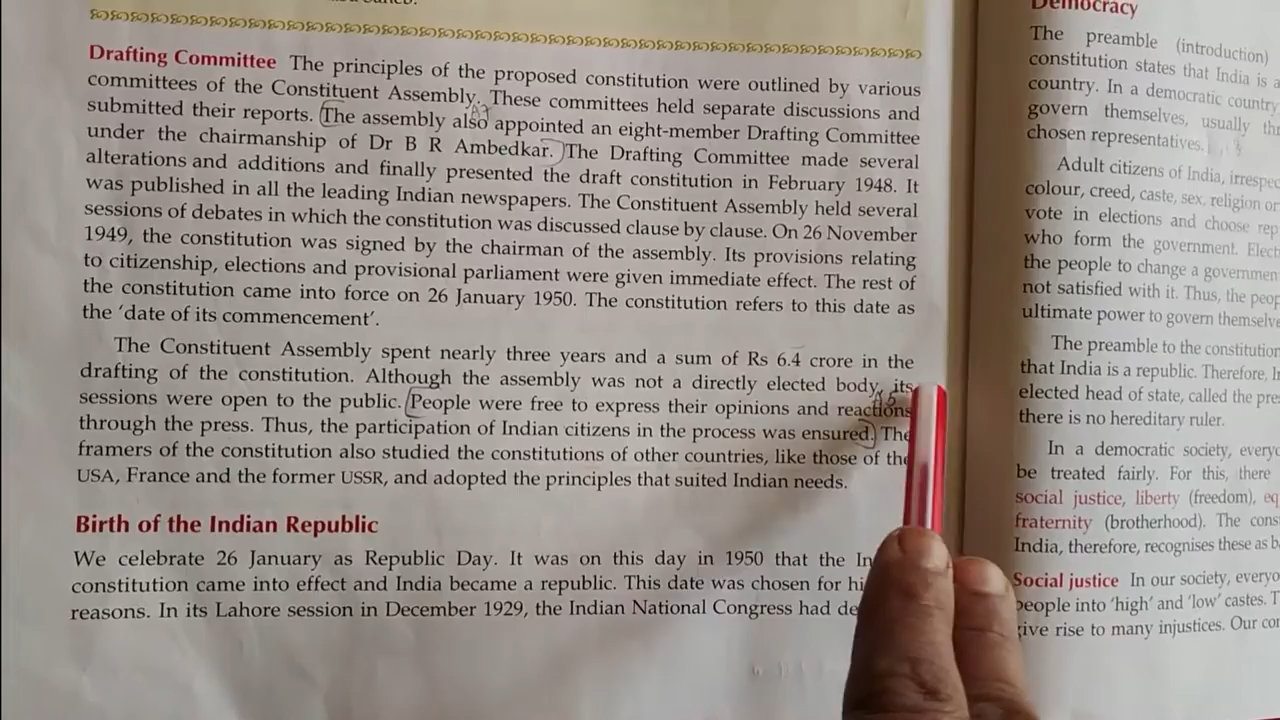 Drafting Committee The principles of the proposed constitution were outlined by various
committees of the Constituent Assembly. These committees held separate discussions and
submitted their reports. The assembly also appointed an eight-member Drafting Committee
under the chairmanship of Dr B R Ambedkar. The Drafting Committee made several
alterations and additions and finally presented the draft constitution in February 1948. It
was published in all the leading Indian newspapers. The Constituent Assembly held several
sessions of debates in which the constitution was discussed clause by clause. On 26 November
1949, the constitution was signed by the chairman of the assembly. Its provisions relating
to citizenship, elections and provisional parliament were given immediate effect. The rest of
the constitution came into force on 26 January 1950. The constitution refers to this date as
the 'date of its commencement'.
The Constituent Assembly spent nearly three years and a sum of Rs 6.4 crore in the
drafting of the constitution. Although the assembly was not a directly elected body, its
sessions were open to the public. People were free to express their opinions and reactions
through the press. Thus, the participation of Indian citizens in the process was ensured. The
framers of the constitution also studied the constitutions of other countries, like those of the
USA, France and the former USSR, and adopted the principles that suited Indian needs.
Birth of the Indian Republic
We celebrate 26 January as Republic Day. It was on this day in 1950 that the In
constitution came into effect and India became a republic. This date was chosen for hi
reasons. In its Lahore session in December 1929, the Indian National Congress had de
Democracy
The preamble (introduction)
constitution states that India is a
country. In a democratic country
govern themselves, usually thr
chosen representatives.
Adult citizens of India, irrespec
colour, creed, caste, sex, religion or
vote in elections and choose rep
who form the government. Elect
the people to change a governmen
not satisfied with it. Thus, the peop
ultimate power to govern themselve
The preamble to the constitution
that India is a republic. Therefore, I
elected head of state, called the pre
there is no hereditary ruler.
In a democratic society, everyo
be treated fairly. For this, there
social justice, liberty (freedom), eq
fraternity (brotherhood). The cons
India, therefore, recognises these as b
Social justice In our society, everyo
people into 'high' and 'low' castes. T
give rise to many injustices. Our con